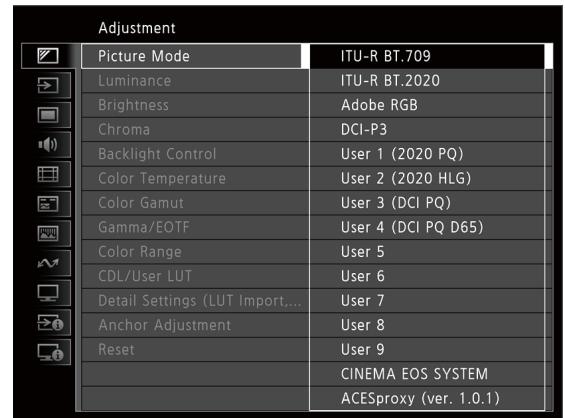 Adjustment
Picture Mode
Luminance
Brightness
Chroma
Backlight Control
Color Temperature
Color Gamut
Gamma/EOTF
Color Range
CDL/User LUT
Detail Settings (LUT Import,...
Anchor Adjustment
Reset
ITU-R BT.709
ITU-R BT.2020
Adobe RGB
DCI-P3
User 1 (2020 PQ)
User 2 (2020 HLG)
User 3 (DCI PQ)
User 4 (DCI PQ D65)
User 5
User 6
User 7
User 8
User 9
CINEMA EOS SYSTEM
ACESproxy (ver. 1.0.1)